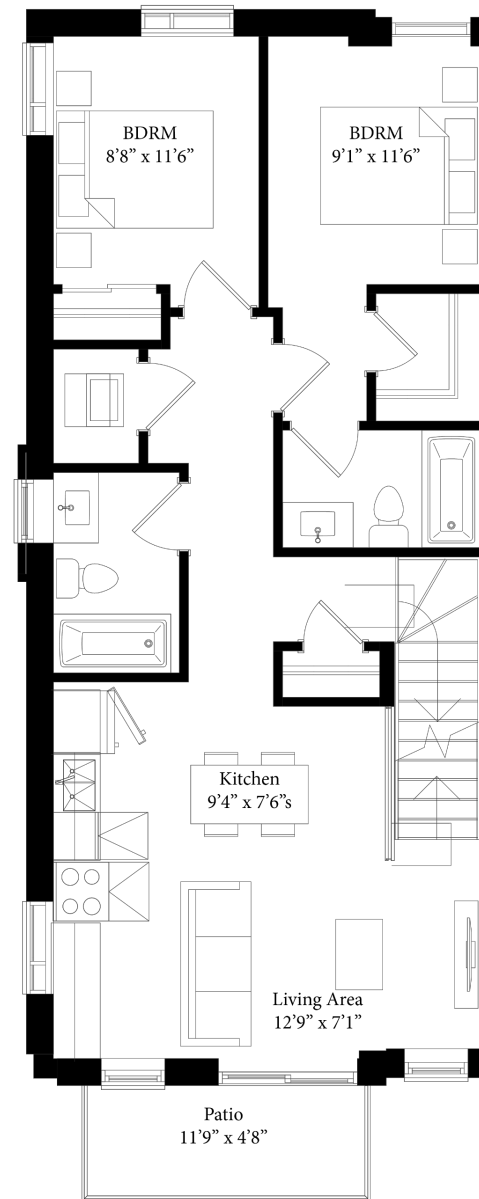 BDRM
8’8” x 11’6”
BDRM
9’1” x 11’6”
Kitchen
9’4” x 7’6”s
Living Area
12’9” x 7’1”
Patio
11’9” x 4’8”